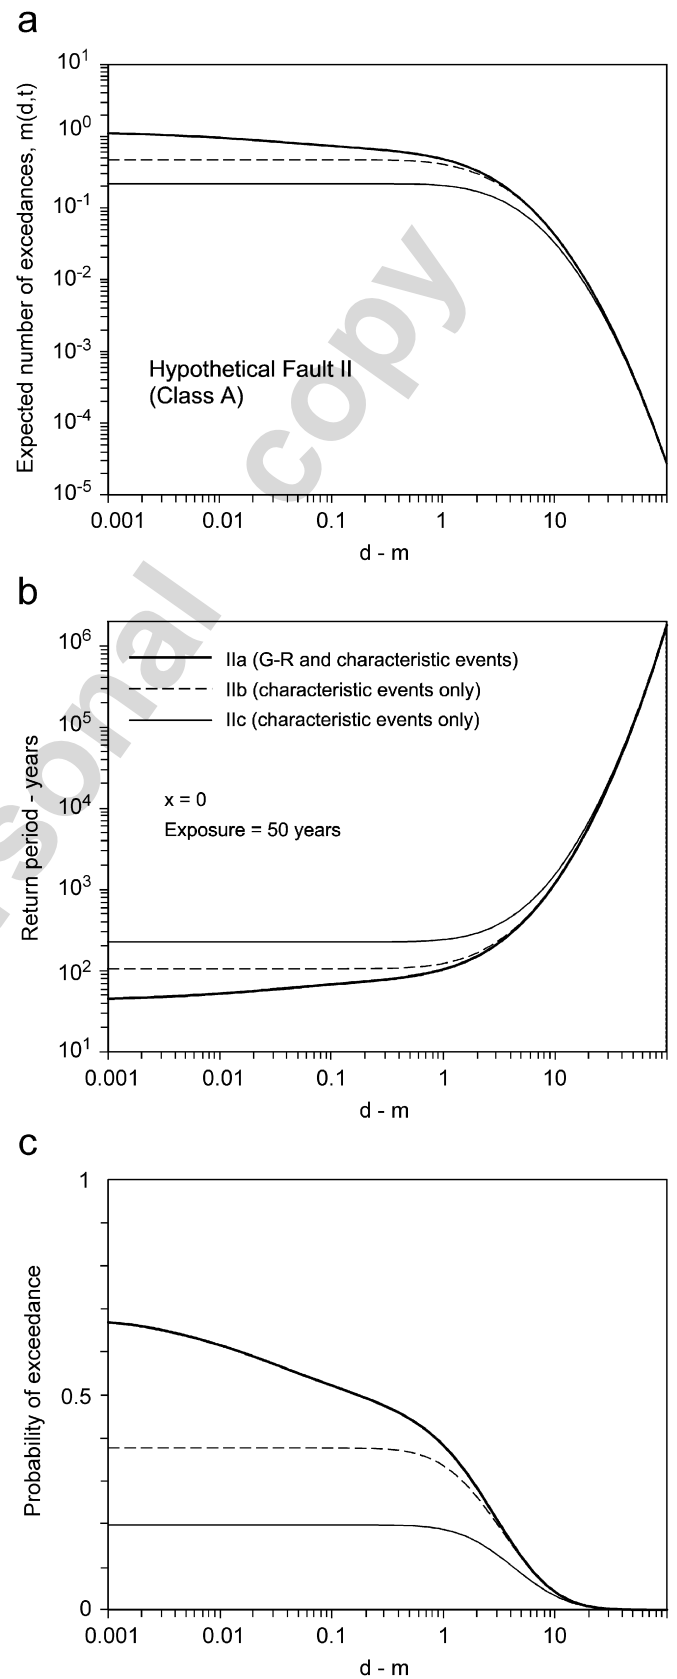 a
10^1
10^0
10^-1
10^-2
10^-3
10^-4
10^-5
Expected number of excedances, m(d,t)
Hypothetical Fault II
(Class A)
0.001 0.01 0.1 1 10
d - m
copy
b
10^6
10^5
10^4
10^3
10^2
10^1
Return period - years
IIa (G-R and characteristic events)
IIb (characteristic events only)
IIc (characteristic events only)
x = 0
Exposure = 50 years
0.001 0.01 0.1 1 10
d - m
rsonal
c
1
0.5
0
Probability of exceedance
0.001 0.01 0.1 1 10
d - m